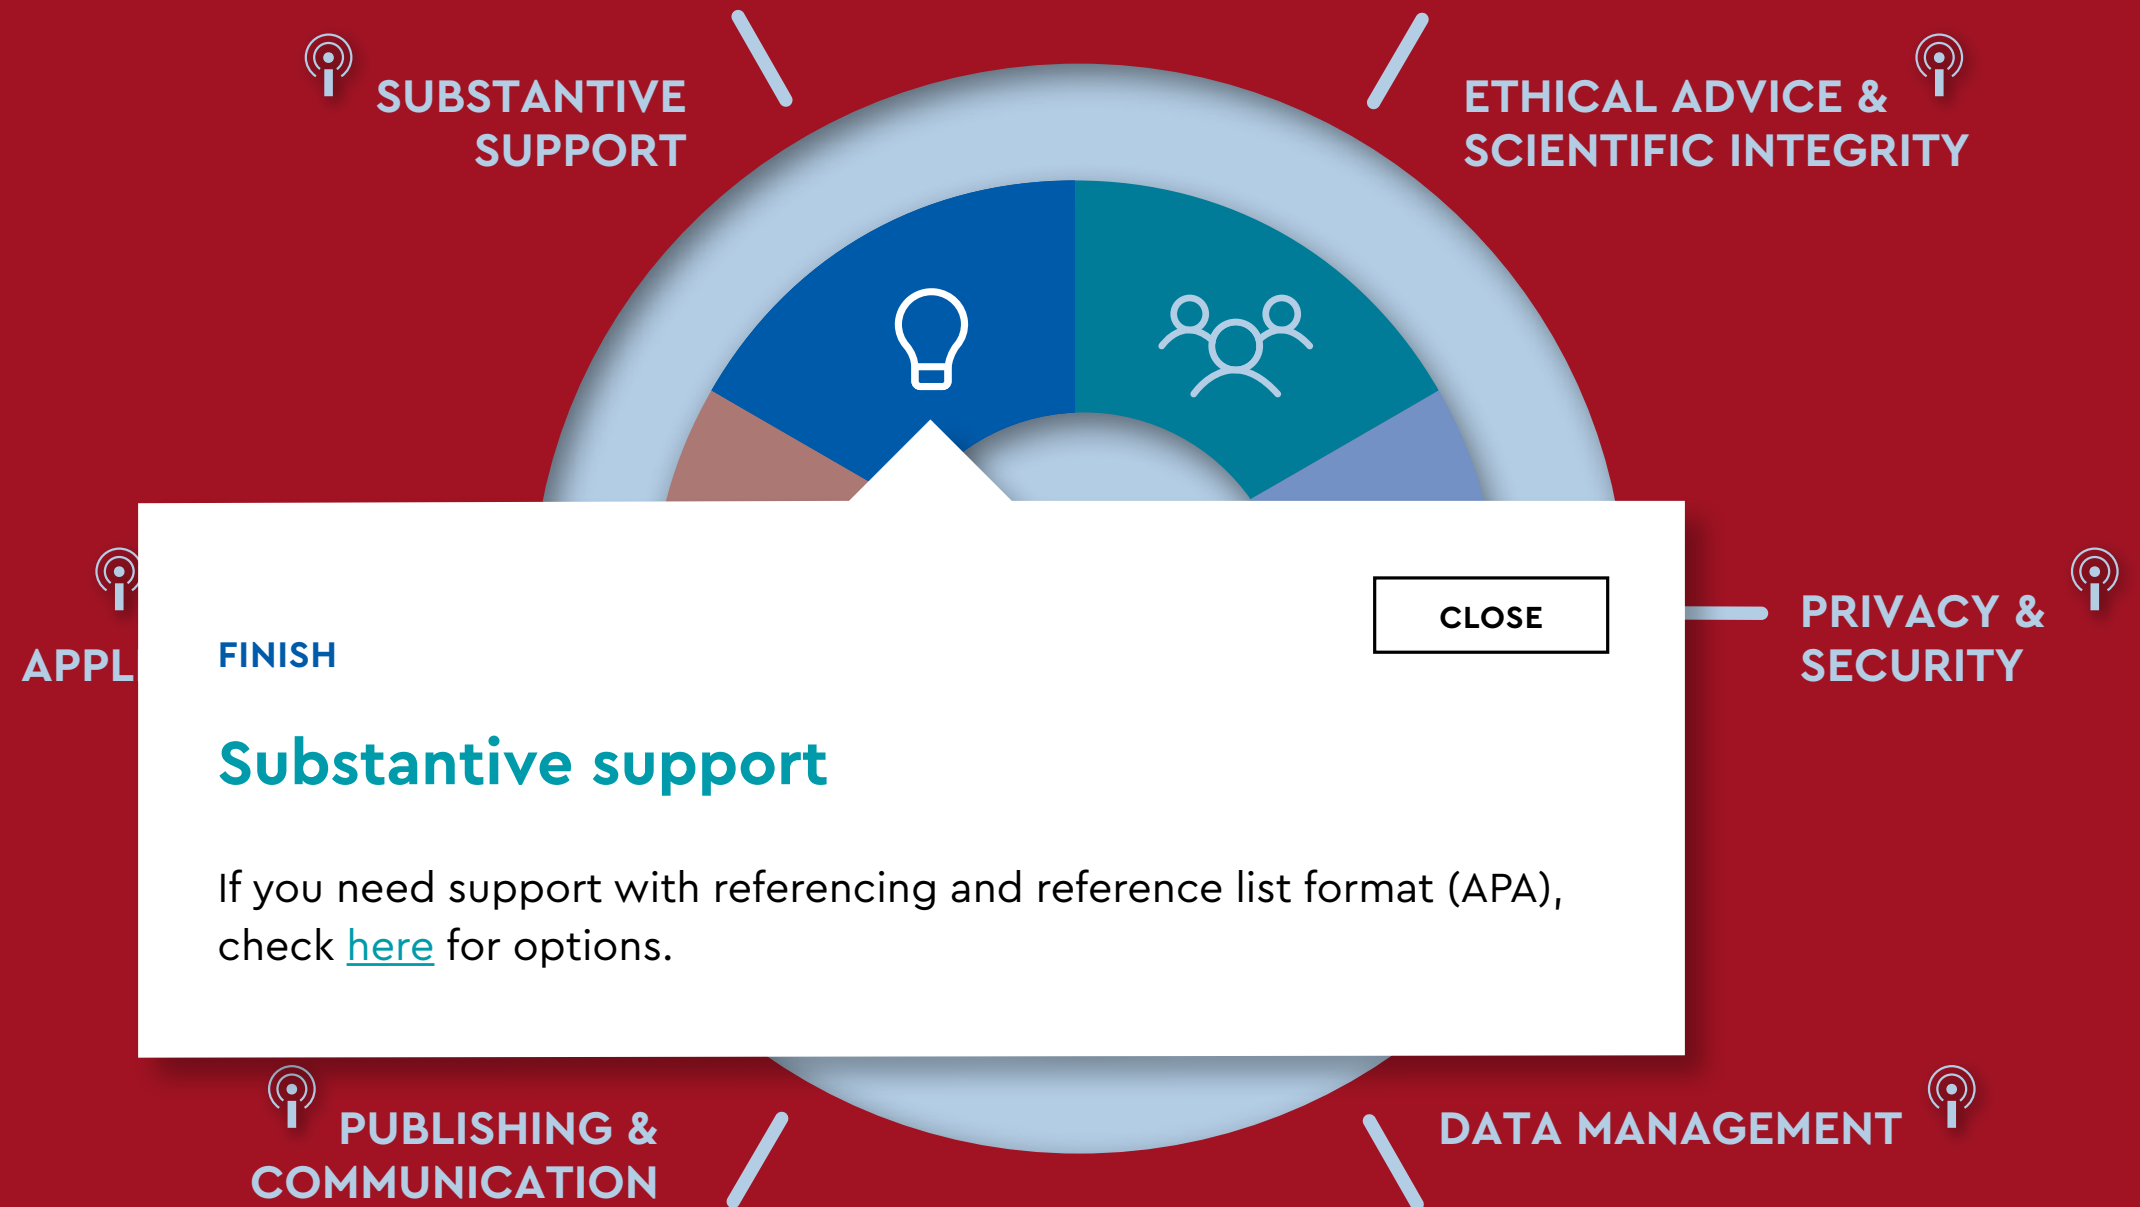 SUBSTANTIVE
SUPPORT
ETHICAL ADVICE &
SCIENTIFIC INTEGRITY
PRIVACY &
SECURITY
CLOSE
FINISH
Substantive support
If you need support with referencing and reference list format (APA),
check here for options.
PUBLISHING &
COMMUNICATION
DATA MANAGEMENT